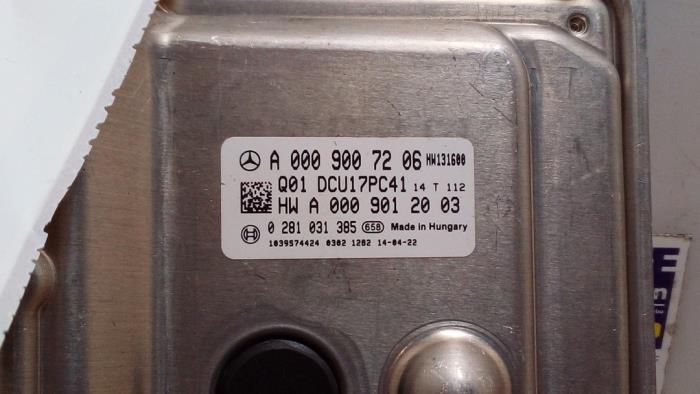 A 000 900 72 06 HW131600
Q01 DCU17PC41 14 T 112
HW A 000 901 20 03
0 281 031 385 658 Made in Hungary
1039S74424 0302 1282 14-04-22